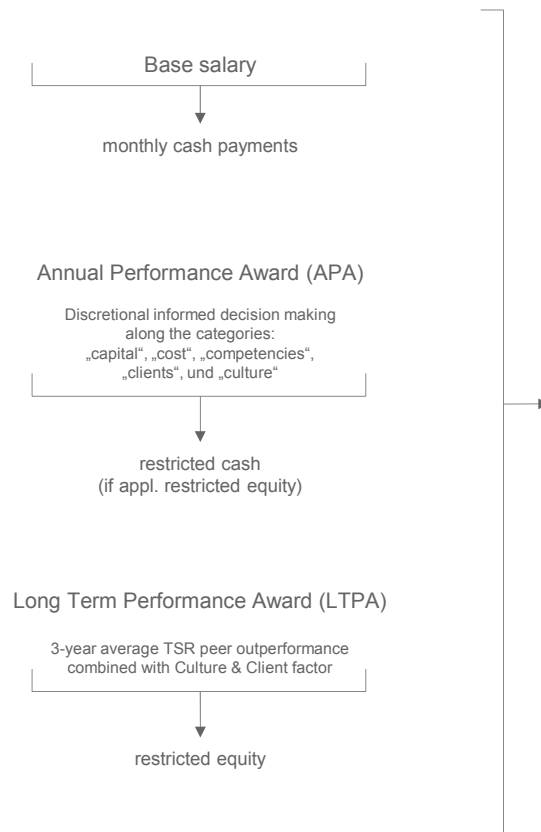 Base salary
monthly cash payments
Annual Performance Award (APA)
Discretional informed decision making
along the categories:
„capital“, „cost“, „competencies“,
„clients“, und „culture“
restricted cash
(if appl. restricted equity)
Long Term Performance Award (LTPA)
3-year average TSR peer outperformance
combined with Culture & Client factor
restricted equity